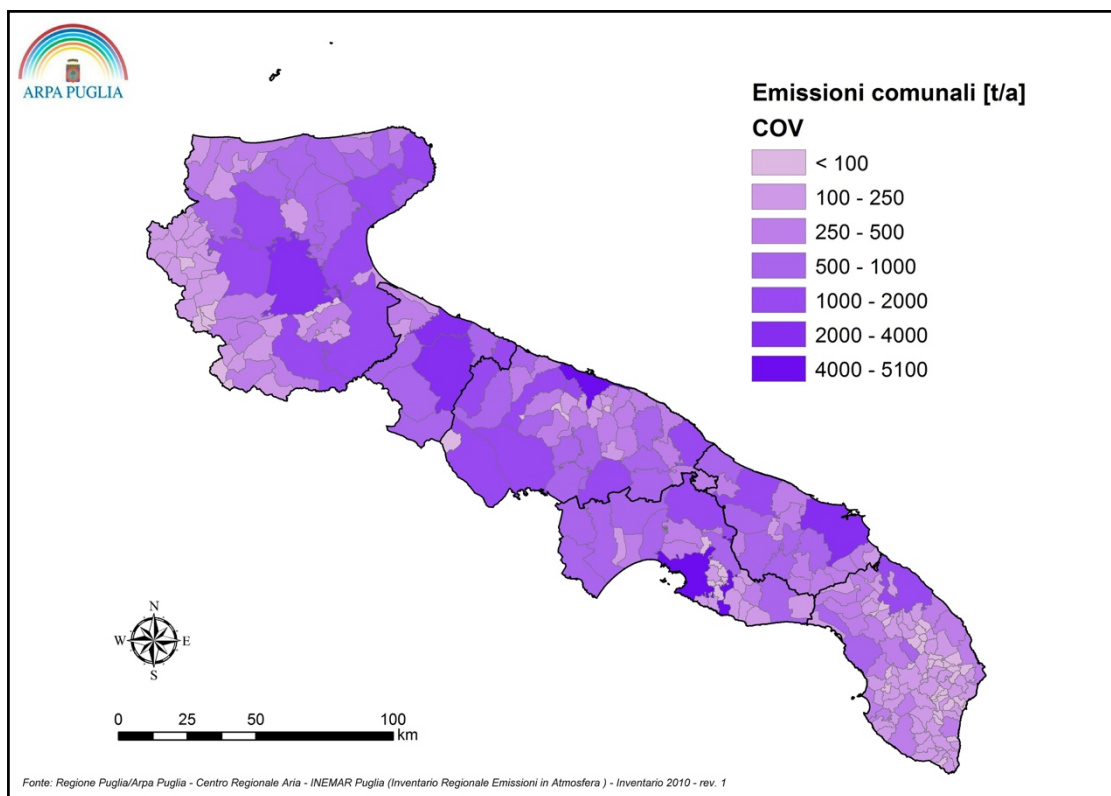 ARPA PUGLIA
Emissioni comunali [t/a]
COV
< 100
100 - 250
250 - 500
500 - 1000
1000 - 2000
2000 - 4000
4000 - 5100
N
W E
S
0 25 50 100
km
Fonte: Regione Puglia/Arpa Puglia - Centro Regionale Aria - INEMAR Puglia (Inventario Regionale Emissioni in Atmosfera ) - Inventario 2010 - rev. 1